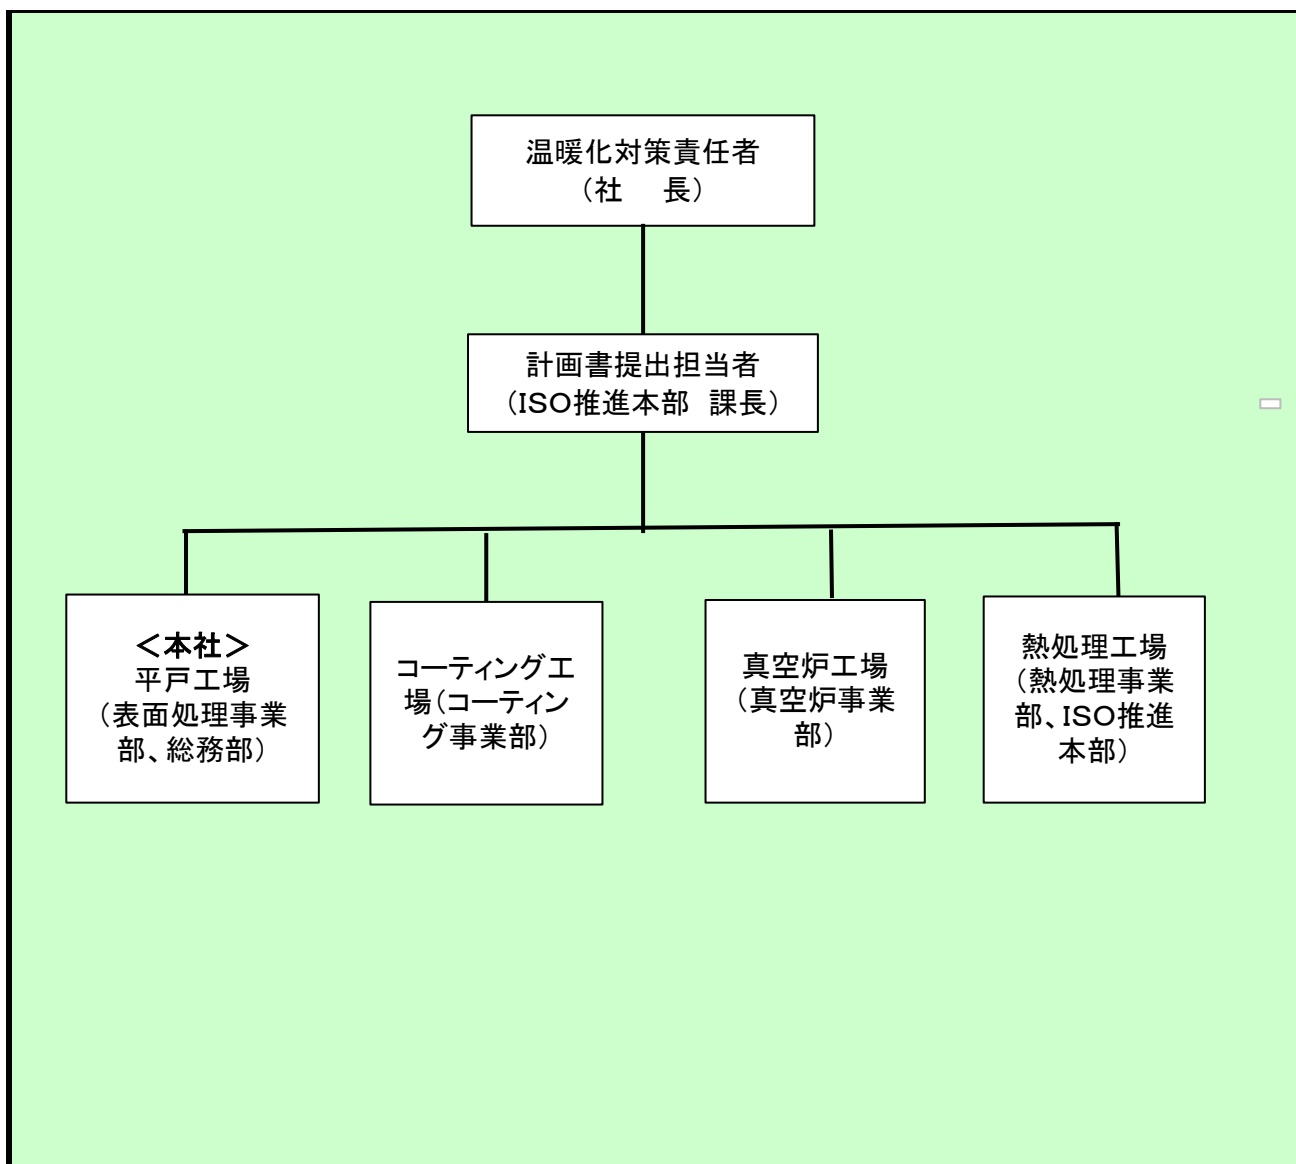 温暖化対策責任者
（社　　長）
計画書提出担当者
（ISO推進本部　課長）
＜本社＞
平戸工場
（表面処理事業
部、総務部）
コーティング工
場（コーティン
グ事業部）
真空炉工場
（真空炉事業
部）
熱処理工場
（熱処理事業
部、ISO推進
本部）